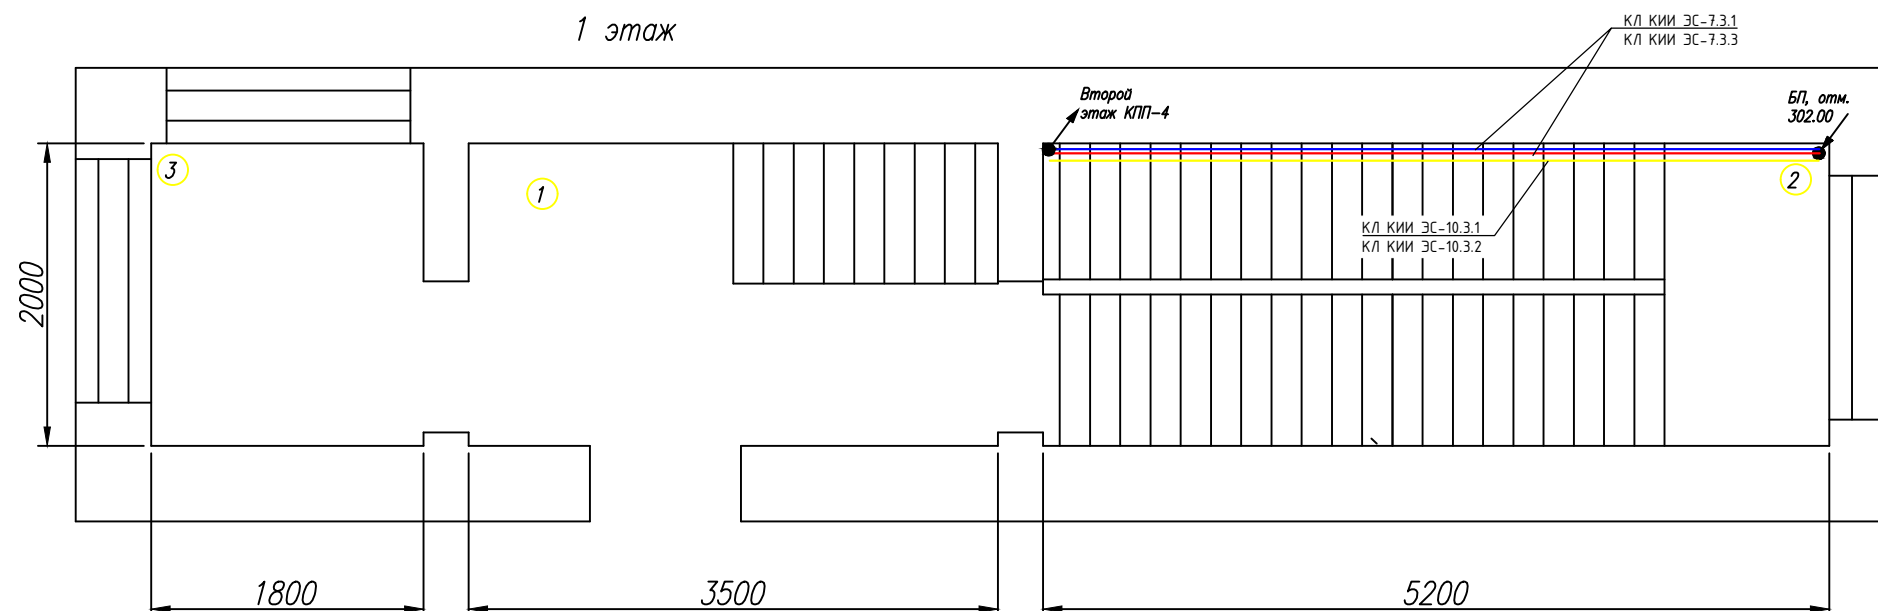 1 этаж
КЛ КИИ ЭС-7.3.1
КЛ КИИ ЭС-7.3.3
Второй
этаж КПП-4
БП, отм.
302.00
3
1
2
КЛ КИИ ЭС-10.3.1
КЛ КИИ ЭС-10.3.2
2000
1800
3500
5200